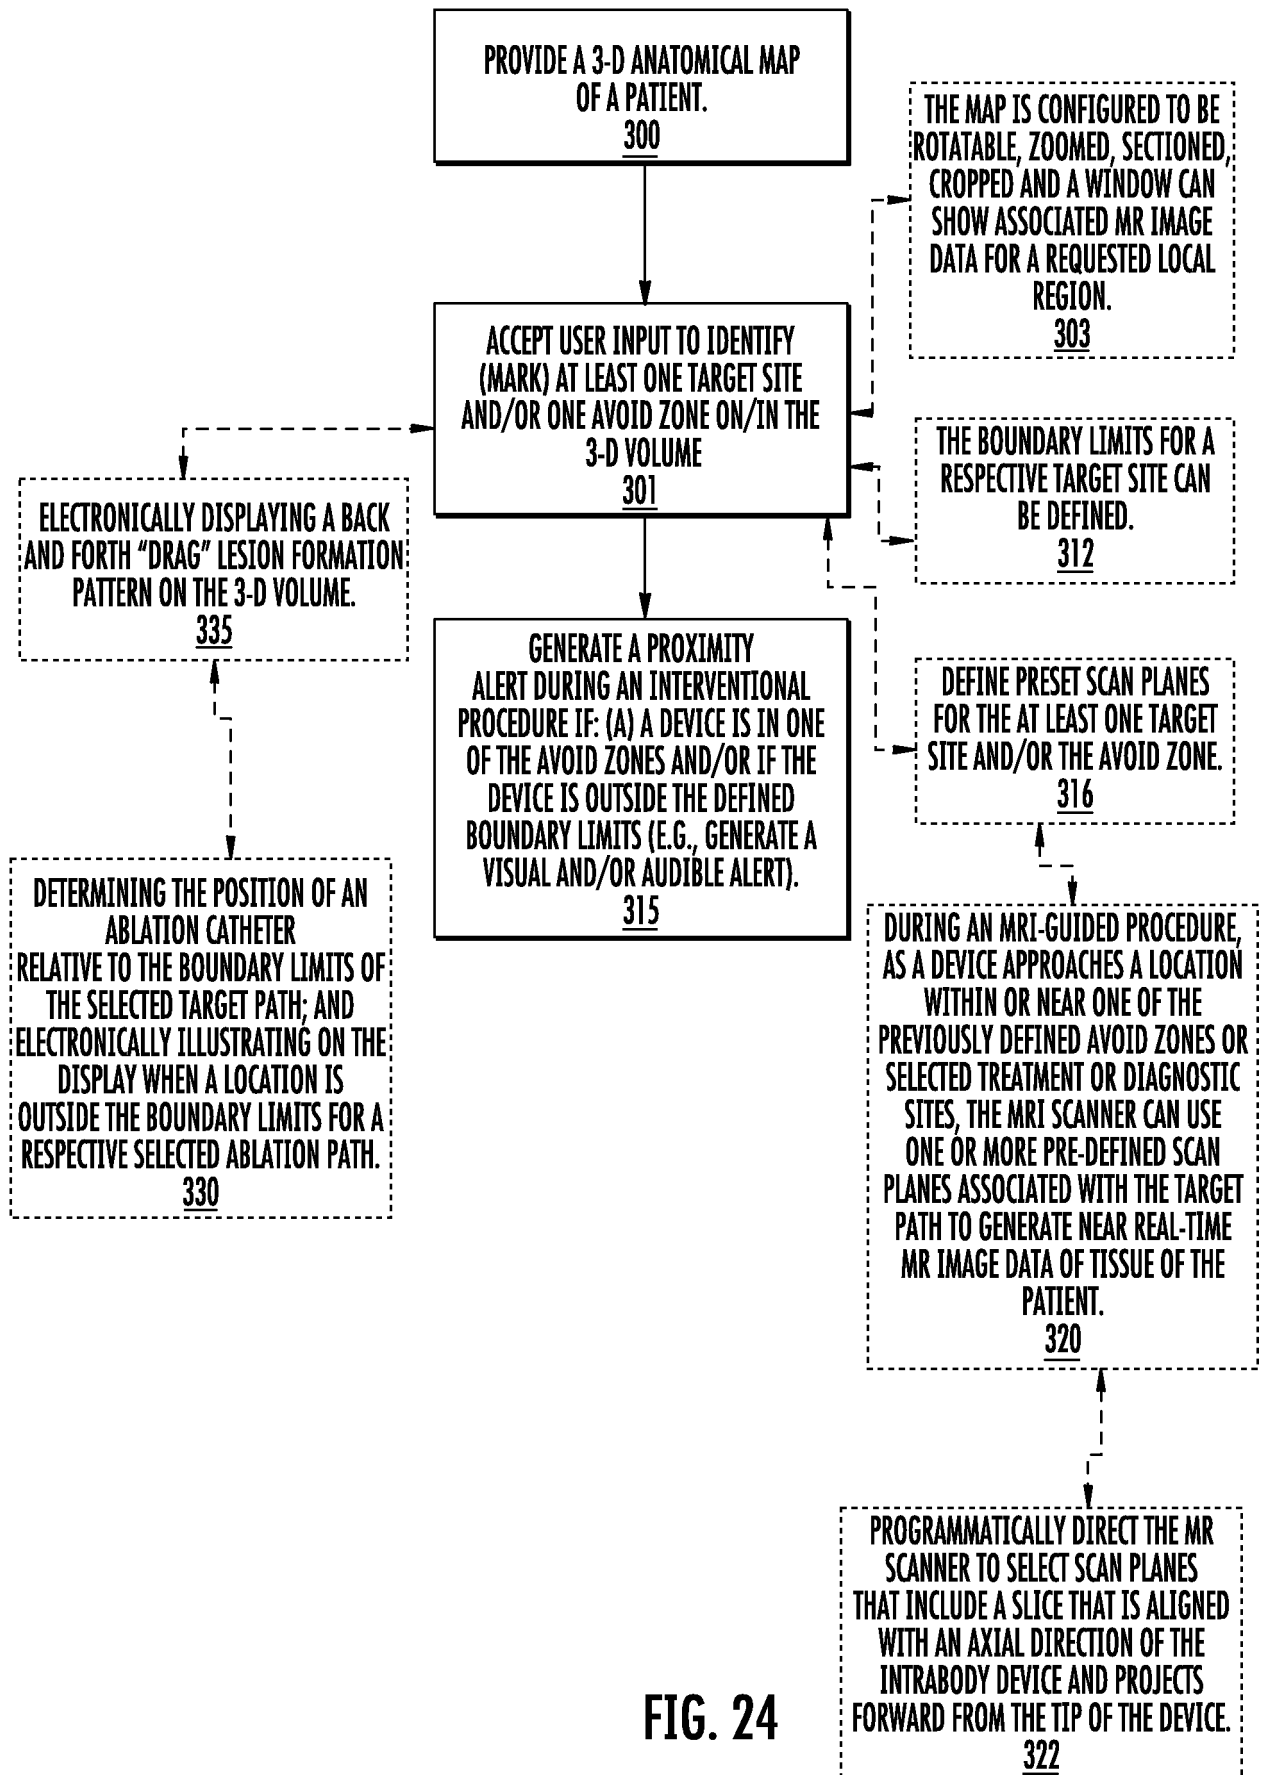 PROVIDE A 3-D ANATOMICAL MAP
OF A PATIENT.
300
THE MAP IS CONFIGURED TO BE
ROTATABLE, ZOOMED, SECTIONED,
CROPPED AND A WINDOW CAN
SHOW ASSOCIATED MR IMAGE
DATA FOR A REQUESTED LOCAL
REGION.
303
ACCEPT USER INPUT TO IDENTIFY
(MARK) AT LEAST ONE TARGET SITE
AND/OR ONE AVOID ZONE ON/IN THE
3-D VOLUME
301
THE BOUNDARY LIMITS FOR A
RESPECTIVE TARGET SITE CAN
BE DEFINED.
312
ELECTRONICALLY DISPLAYING A BACK
AND FORTH “DRAG” LESION FORMATION
PATTERN ON THE 3-D VOLUME.
335
GENERATE A PROXIMITY
ALERT DURING AN INTERVENTIONAL
PROCEDURE IF: (A) A DEVICE IS IN ONE
OF THE AVOID ZONES AND/OR IF THE
DEVICE IS OUTSIDE THE DEFINED
BOUNDARY LIMITS (E.G., GENERATE A
VISUAL AND/OR AUDIBLE ALERT).
315
DEFINE PRESET SCAN PLANES
FOR THE AT LEAST ONE TARGET
SITE AND/OR THE AVOID ZONE.
316
DETERMINING THE POSITION OF AN
ABLATION CATHETER
RELATIVE TO THE BOUNDARY LIMITS OF
THE SELECTED TARGET PATH; AND
ELECTRONICALLY ILLUSTRATING ON THE
DISPLAY WHEN A LOCATION IS
OUTSIDE THE BOUNDARY LIMITS FOR A
RESPECTIVE SELECTED ABLATION PATH.
330
DURING AN MRI-GUIDED PROCEDURE,
AS A DEVICE APPROACHES A LOCATION
WITHIN OR NEAR ONE OF THE
PREVIOUSLY DEFINED AVOID ZONES OR
SELECTED TREATMENT OR DIAGNOSTIC
SITES, THE MRI SCANNER CAN USE
ONE OR MORE PRE-DEFINED SCAN
PLANES ASSOCIATED WITH THE TARGET
PATH TO GENERATE NEAR REAL-TIME
MR IMAGE DATA OF TISSUE OF THE
PATIENT.
320
PROGRAMMATICALLY DIRECT THE MR
SCANNER TO SELECT SCAN PLANES
THAT INCLUDE A SLICE THAT IS ALIGNED
WITH AN AXIAL DIRECTION OF THE
INTRABODY DEVICE AND PROJECTS
FORWARD FROM THE TIP OF THE DEVICE.
322
FIG. 24